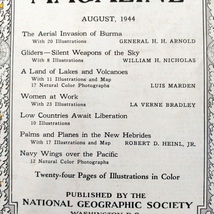 MAGAZINE
AUGUST, 1944
The Aerial Invasion of Burma
With 20 Illustrations GENERAL H. H. ARNOLD
Gliders—Silent Weapons of the Sky
With 8 Illustrations WILLIAM H. NICHOLAS
A Land of Lakes and Volcanoes
With 11 Illustrations and Map
17 Natural Color Photographs LUIS MARDEN
Women at Work
With 23 Illustrations LA VERNE BRADLEY
Low Countries Await Liberation
10 Illustrations
Palms and Planes in the New Hebrides
With 17 Illustrations and Map ROBERT D. HEINL, JR.
Navy Wings over the Pacific
12 Natural Color Photographs
Twenty-four Pages of Illustrations in Color
PUBLISHED BY THE
NATIONAL GEOGRAPHIC SOCIETY
WASHINGTON, D.C.